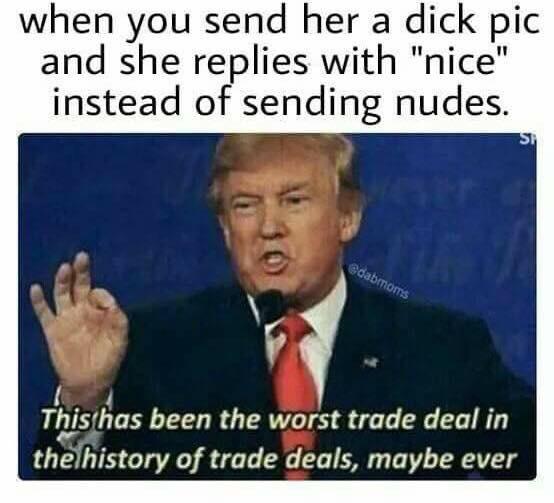 when you send her a dick pic
and she replies with "nice"
instead of sending nudes.
@dabmoms
This has been the worst trade deal in
the history of trade deals, maybe ever